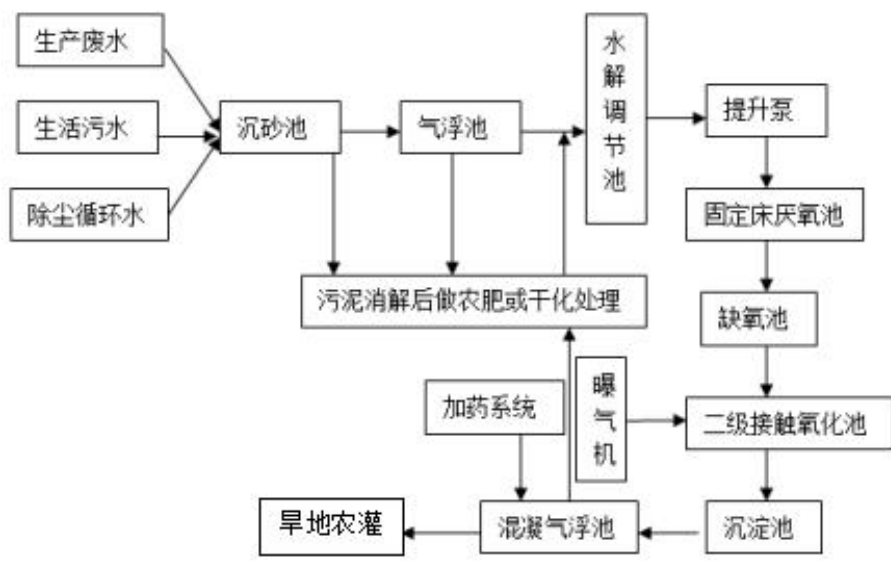 生产废水
生活污水
除尘循环水
沉砂池
气浮池
水解调节池
提升泵
固定床厌氧池
缺氧池
污泥消解后做农肥或干化处理
加药系统
曝气机
二级接触氧化池
旱地农灌
混凝气浮池
沉淀池